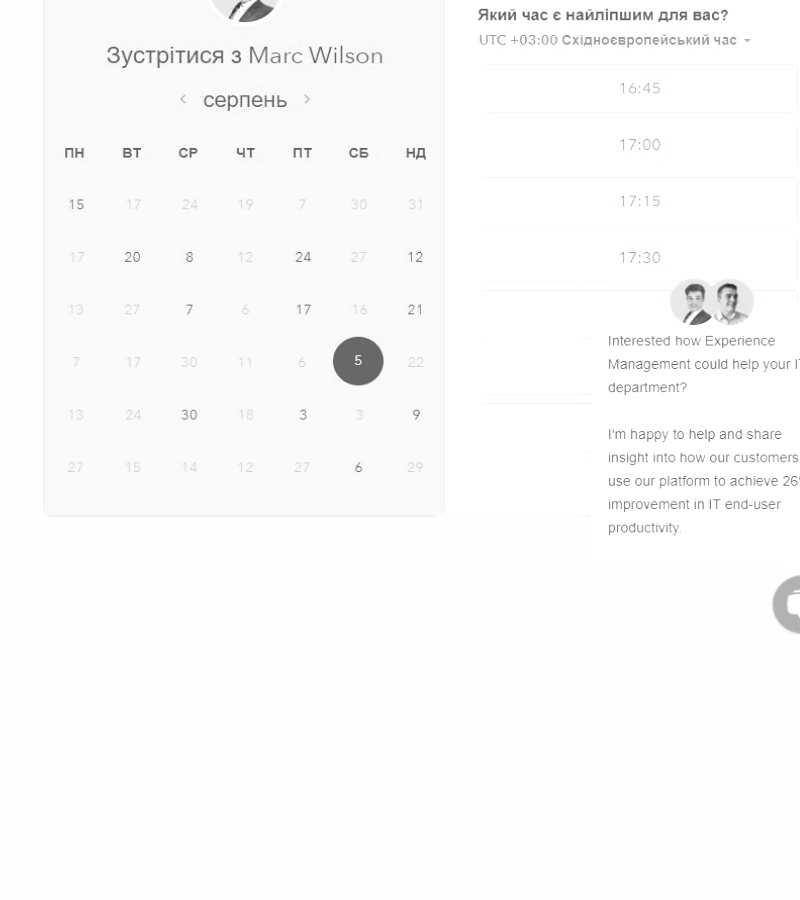 Зустрітися з Marc Wilson
серпень
ПН ВТ СР ЧТ ПТ СБ НД
15 17 24 19 7 30 31
17 20 8 12 24 27 12
13 27 7 6 17 16 21
7 17 30 11 6 5 22
13 24 30 18 3 3 9
27 15 14 12 27 6 29
Який час є найліпшим для вас?
UTC +03:00 Східноєвропейський час
16:45
17:00
17:15
17:30
Interested how Experience
Management could help your
department?
I'm happy to help and share
insight into how our customers
use our platform to achieve
improvement in IT end-user
productivity.